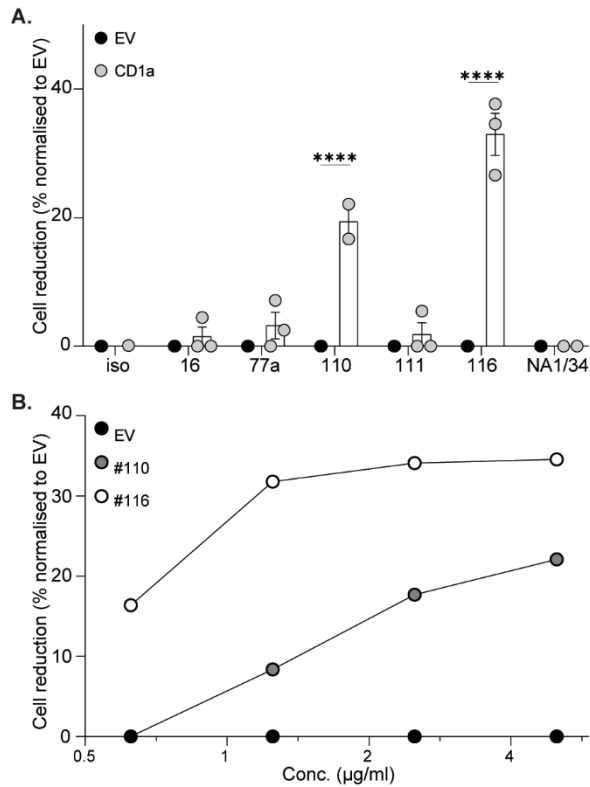 A.
EV
CD1a
Cell reduction (% normalised to EV)
40
20
0
****
****
iso 16 77a 110 111 116 NA1/34
B.
EV
#110
#116
Cell reduction (% normalised to EV)
40
30
20
10
0
0.5 1 2 4
Conc. (µg/ml)